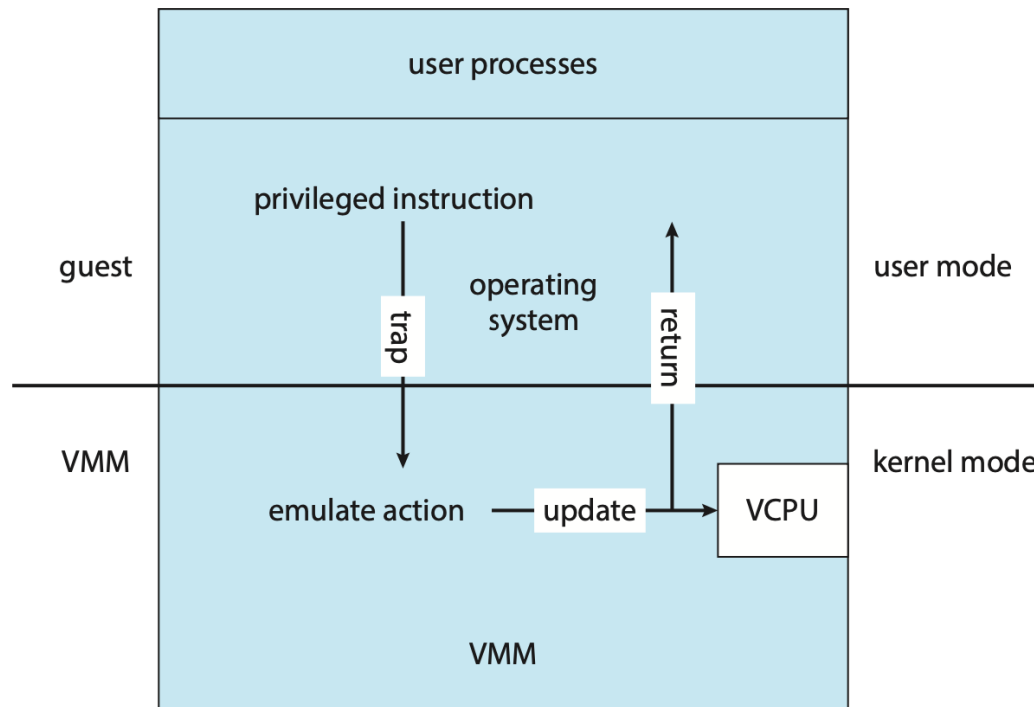 user processes
privileged instruction
guest
operating
system
user mode
trap
return
VMM
kernel mode
emulate action
update
VCPU
VMM